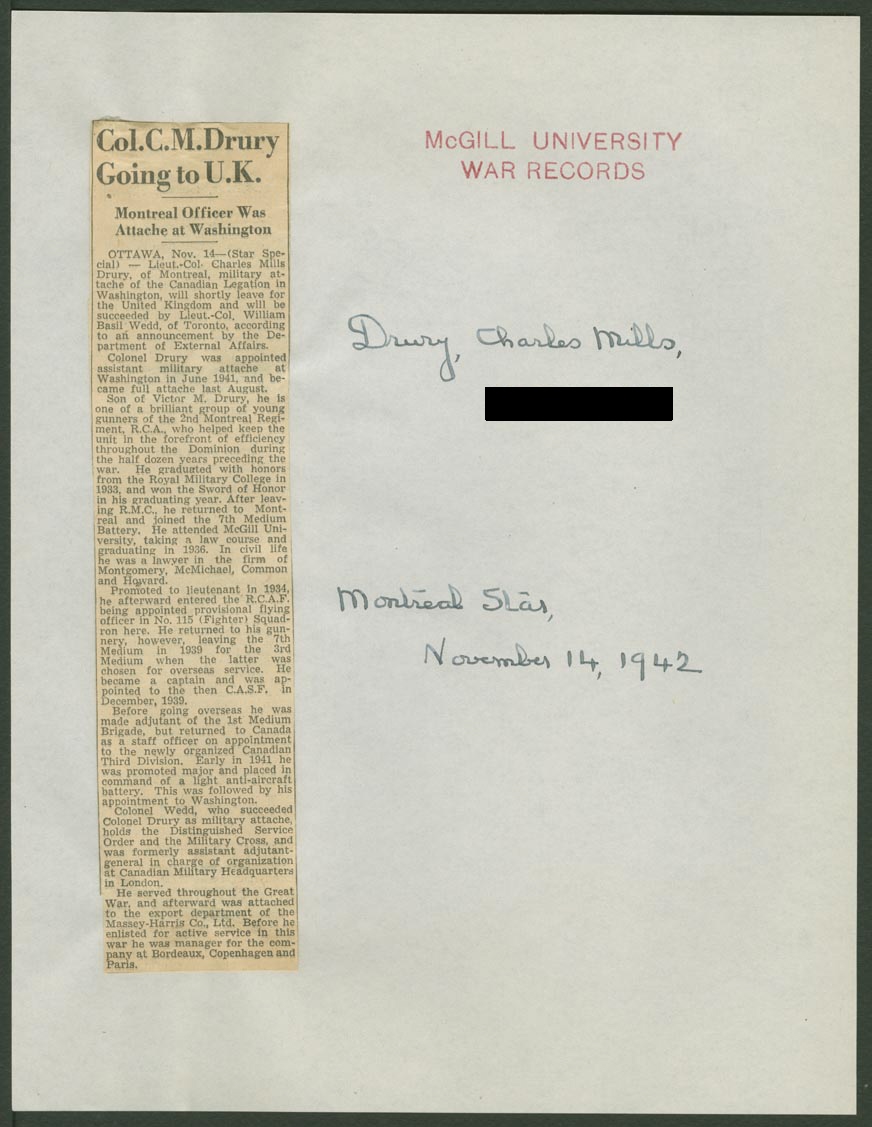 Col.C.M.Drury
Going to U.K.
Montreal Officer Was
Attache at Washington
OTTAWA, Nov. 14—(Star Spe-
cial) — Lieut.-Col. Charles Mills
Drury, of Montreal, military at-
tache of the Canadian Legation in
Washington, will shortly leave for
the United Kingdom and will be
succeeded by Lieut.-Col. William
Basil Wedd, of Toronto, according
to an announcement by the De-
partment of External Affairs.
Colonel Drury was appointed
assistant military attache at
Washington in June 1941, and be-
came full attache last August.
Son of Victor M. Drury, he is
one of a brilliant group of young
gunners of the 2nd Montreal Regi-
ment, R.C.A., who helped keep the
unit in the forefront of efficiency
throughout the Dominion during
the half dozen years preceding the
war. He graduated with honors
from the Royal Military College in
1933, and won the Sword of Honor
in his graduating year. After leav-
ing R.M.C., he returned to Mont-
real and joined the 7th Medium
Battery. He attended McGill Uni-
versity, taking a law course and
graduating in 1936. In civil life
he was a lawyer in the firm of
Montgomery, McMichael, Common
and Howard.
Promoted to lieutenant in 1934,
he afterward entered the R.C.A.F.
being appointed provisional flying
officer in No. 115 (Fighter) Squad-
ron here. He returned to his gun-
nery, however, leaving the 7th
Medium in 1939 for the 3rd
Medium when the latter was
chosen for overseas service. He
became a captain and was ap-
pointed to the then C.A.S.F. in
December, 1939.
Before going overseas he was
made adjutant of the 1st Medium
Brigade, but returned to Canada
as a staff officer on appointment
to the newly organized Canadian
Third Division. Early in 1941 he
was promoted major and placed in
command of a light anti-aircraft
battery. This was followed by his
appointment to Washington.
Colonel Wedd, who succeeded
Colonel Drury as military attache,
holds the Distinguished Service
Order and the Military Cross, and
was formerly assistant adjutant-
general in charge of organization
at Canadian Military Headquarters
in London.
He served throughout the Great
War, and afterward was attached
to the export department of the
Massey-Harris Co., Ltd. Before he
enlisted for active service in this
war he was manager for the com-
pany at Bordeaux, Copenhagen and
Paris.
McGILL UNIVERSITY
WAR RECORDS
Drury, Charles Mills,
Montreal Star,
November 14, 1942